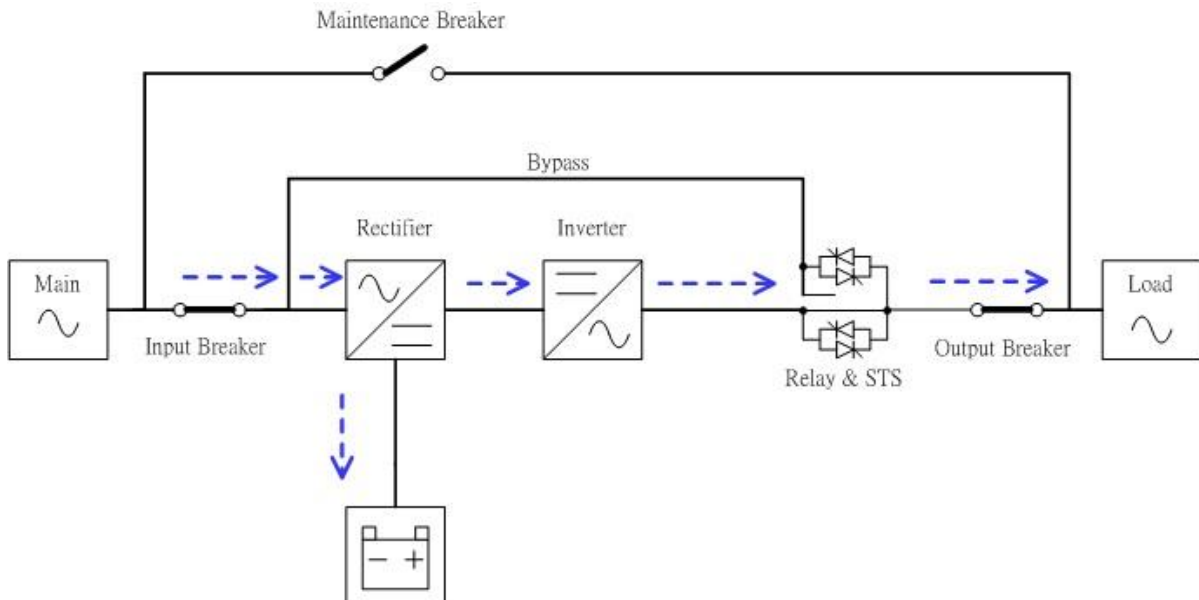 Maintenance Breaker
Bypass
Rectifier
Inverter
Main
Load
Input Breaker
Output Breaker
Relay & STS